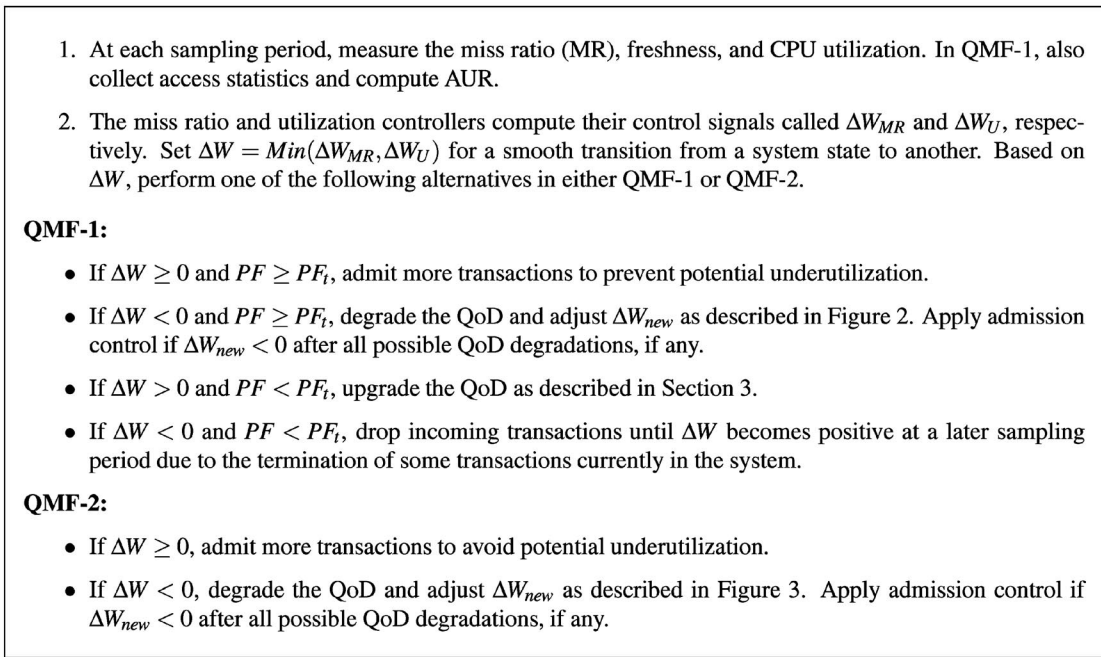 1. At each sampling period, measure the miss ratio (MR), freshness, and CPU utilization. In QMF-1, also
collect access statistics and compute AUR.
2. The miss ratio and utilization controllers compute their control signals called ΔW_MR and ΔW_U, respec-
tively. Set ΔW = Min(ΔW_MR, ΔW_U) for a smooth transition from a system state to another. Based on
ΔW, perform one of the following alternatives in either QMF-1 or QMF-2.
QMF-1:
• If ΔW ≥ 0 and PF ≥ PF_t, admit more transactions to prevent potential underutilization.
• If ΔW < 0 and PF ≥ PF_t, degrade the QoD and adjust ΔW_new as described in Figure 2. Apply admission
control if ΔW_new < 0 after all possible QoD degradations, if any.
• If ΔW > 0 and PF < PF_t, upgrade the QoD as described in Section 3.
• If ΔW < 0 and PF < PF_t, drop incoming transactions until ΔW becomes positive at a later sampling
period due to the termination of some transactions currently in the system.
QMF-2:
• If ΔW ≥ 0, admit more transactions to avoid potential underutilization.
• If ΔW < 0, degrade the QoD and adjust ΔW_new as described in Figure 3. Apply admission control if
ΔW_new < 0 after all possible QoD degradations, if any.